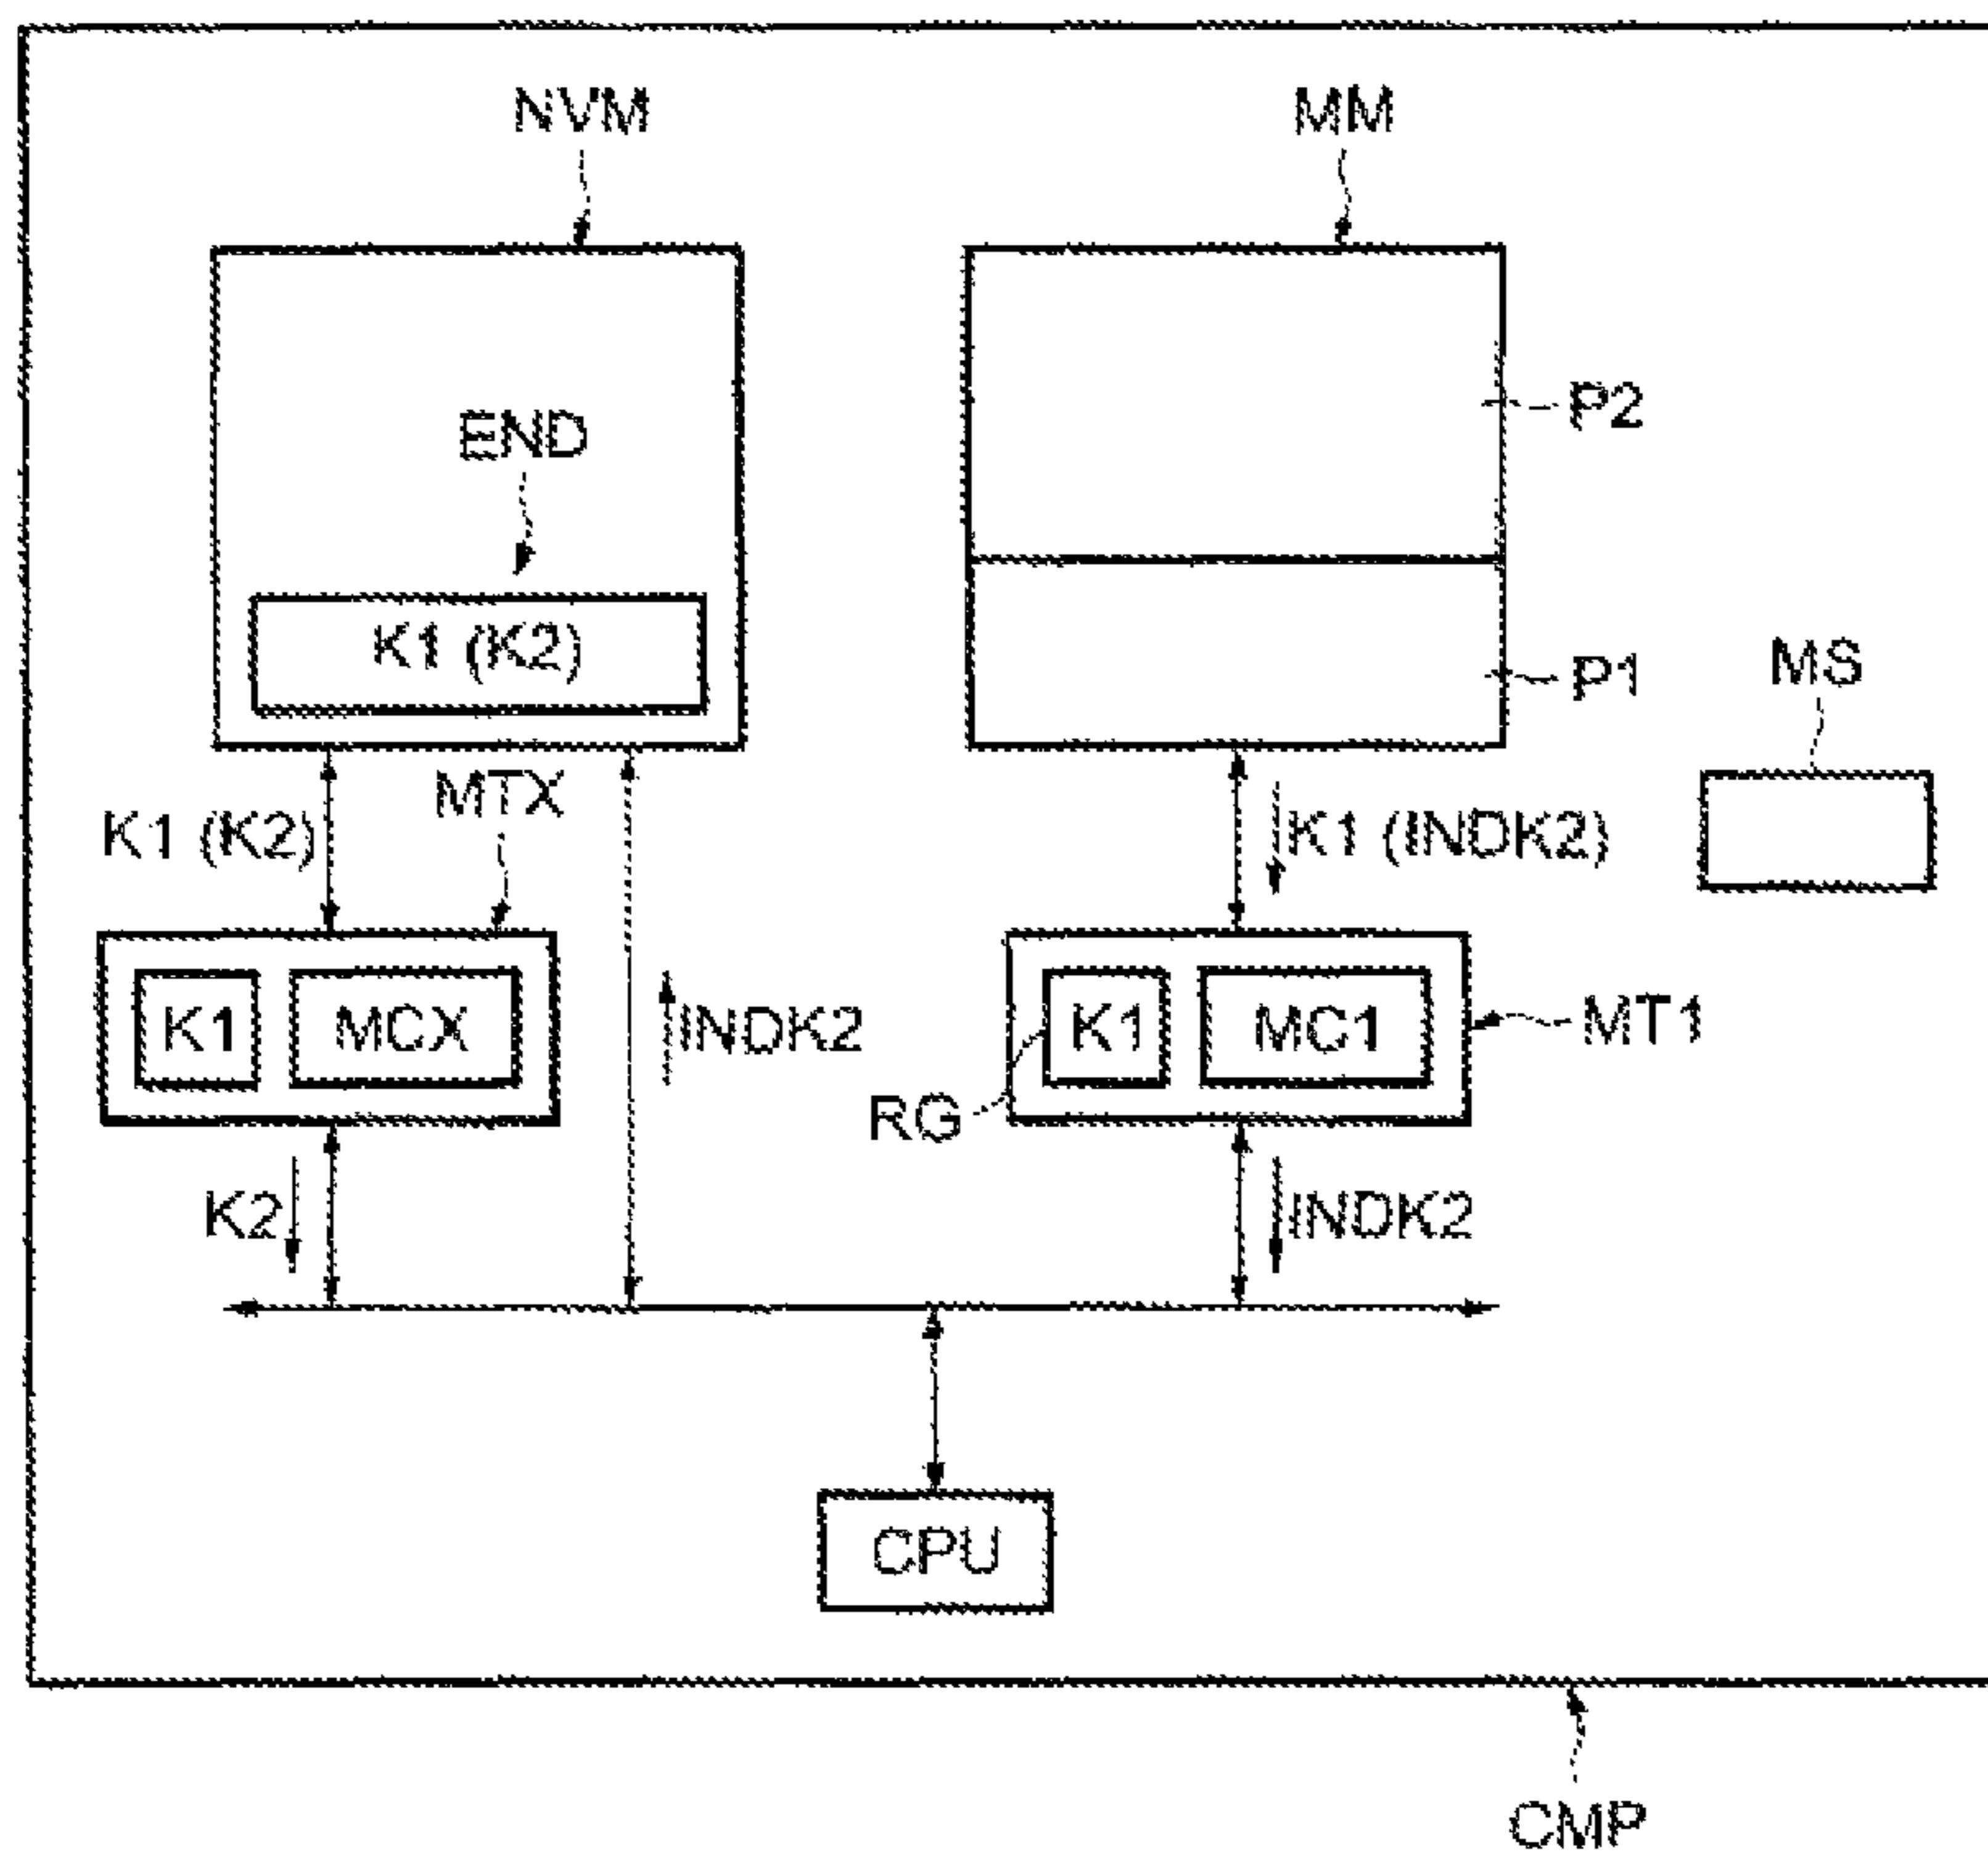 NVM
MM
END
P2
K1 (K2)
P1
MS
MTX
K1 (K2)
K1 (INDK2)
K1
MCX
INDK2
K1
MC1
MT1
RG
K2
INDK2
CPU
CMP